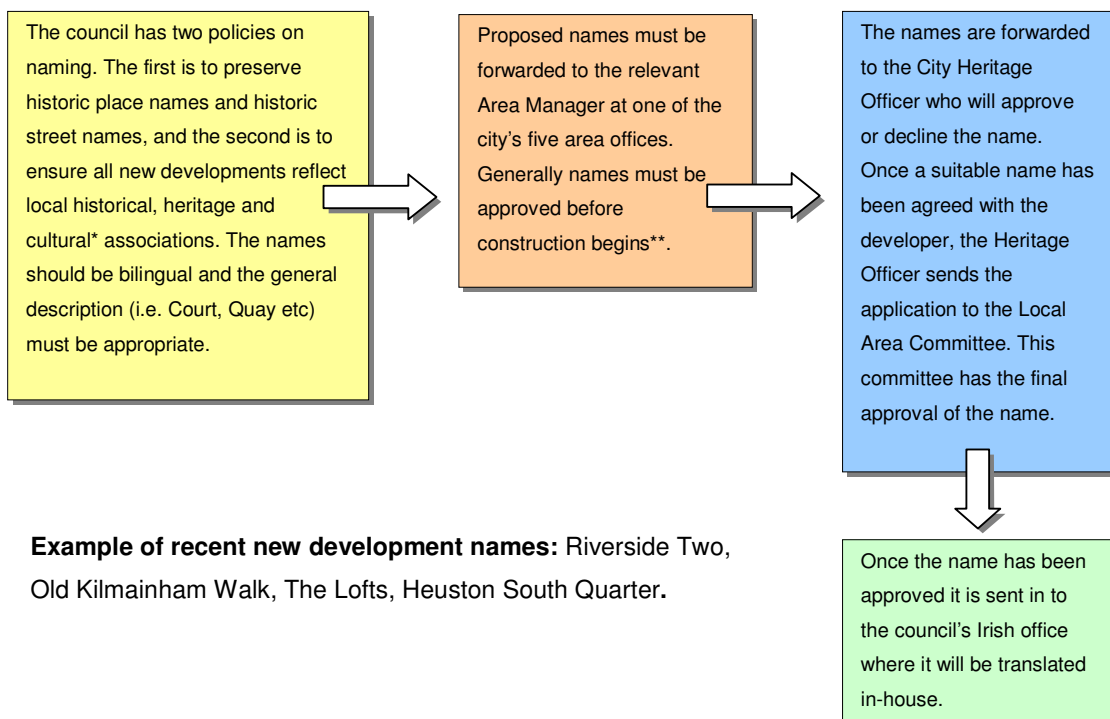 The council has two policies on
naming. The first is to preserve
historic place names and historic
street names, and the second is to
ensure all new developments reflect
local historical, heritage and
cultural* associations. The names
should be bilingual and the general
description (i.e. Court, Quay etc)
must be appropriate.
Proposed names must be
forwarded to the relevant
Area Manager at one of the
city's five area offices.
Generally names must be
approved before
construction begins**.
The names are forwarded
to the City Heritage
Officer who will approve
or decline the name.
Once a suitable name has
been agreed with the
developer, the Heritage
Officer sends the
application to the Local
Area Committee. This
committee has the final
approval of the name.
Example of recent new development names: Riverside Two,
Old Kilmainham Walk, The Lofts, Heuston South Quarter.
Once the name has been
approved it is sent in to
the council's Irish office
where it will be translated
in-house.